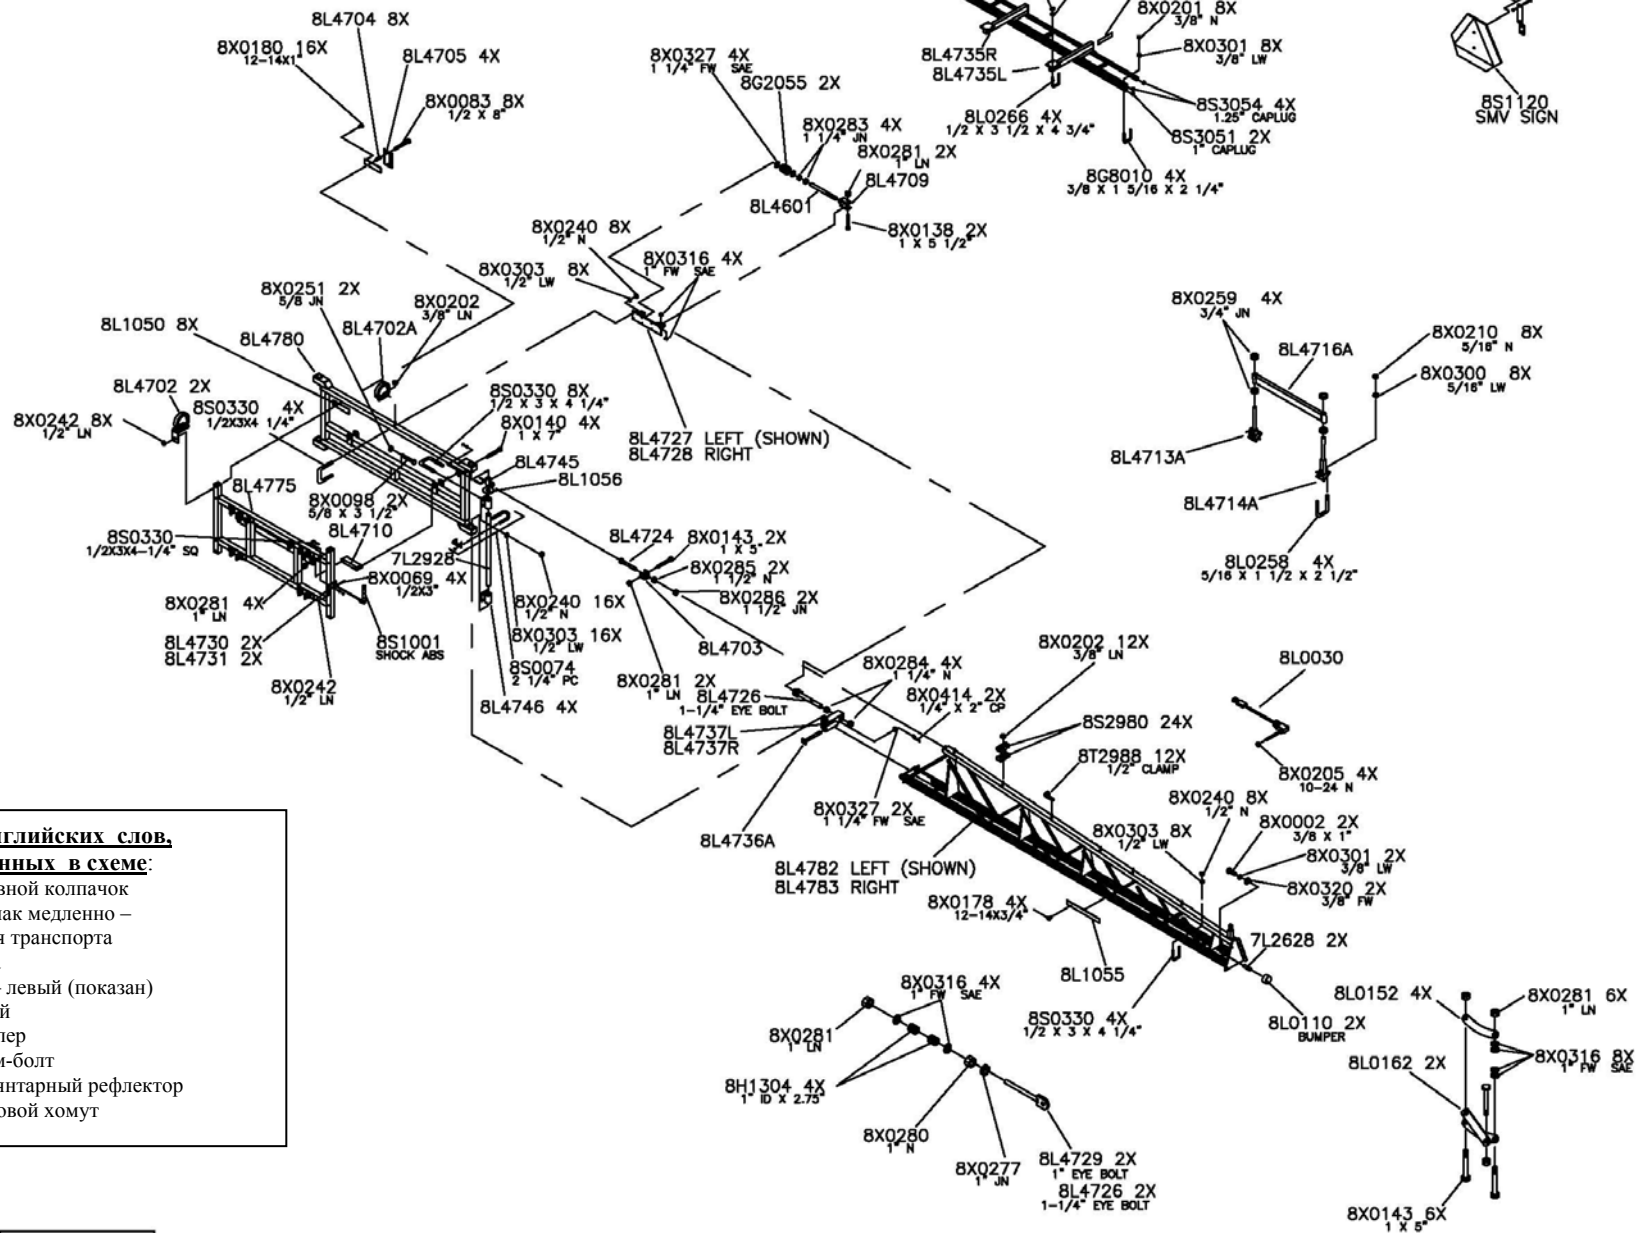 8L4704 8X
8X0180 16X
12-14X1"
8L4705 4X
8X0083 8X
1/2 X 8"
8X0327 4X
1 1/4" FW SAE
8G2055 2X
8X0283 4X
1 1/4" JN
8X0281 2X
1" LN
8L4709
8L4601
8X0138 2X
1 X 5 1/2"
8L4735R
8L4735L
8X0201 8X
3/8" N
8X0301 8X
3/8" LW
8L0266 4X
1/2 X 3 1/2 X 4 3/4"
8S3054 4X
1.25" CAPLUG
8S3051 2X
1" CAPLUG
8G8010 4X
3/8 X 1 5/16 X 2 1/4"
8S1120
SMV SIGN
8X0240 8X
1/2" N
8X0303 8X
1/2" LW
8X0316 4X
1" FW SAE
8X0251 2X
5/8 JN
8X0202
3/8" LN
8L1050 8X
8L4780
8L4702A
8L4702 2X
8X0242 8X
1/2" LN
8S0330 4X
1/2X3X4 1/4"
8S0330 8X
1/2 X 3 X 4 1/4"
8X0140 4X
1 X 7"
8L4727 LEFT (SHOWN)
8L4728 RIGHT
8L4745
8L1056
8L4775
8X0098 2X
5/8 X 3 1/2"
8L4710
8S0330
1/2X3X4-1/4" SQ
7L2928
8X0069 4X
1/2X3"
8X0281 4X
1" LN
8L4730 2X
8L4731 2X
8S1001
SHOCK ABS
8X0242
1/2" LN
8X0240 16X
1/2" N
8X0303 16X
1/2" LW
8S0074
2 1/4" PC
8L4746 4X
8L4724
8X0143 2X
1 X 5"
8X0285 2X
1 1/2" N
8X0286 2X
1 1/2" JN
8L4703
8X0281 2X
1" LN
8X0259 4X
3/4" JN
8L4716A
8X0210 8X
5/16" N
8X0300 8X
5/16" LW
8L4713A
8L4714A
8L0258 4X
5/16 X 1 1/2 X 2 1/2"
8L4726
1-1/4" EYE BOLT
8X0284 4X
1 1/4" N
8X0414 2X
1/4" X 2" CP
8L4737L
8L4737R
8X0202 12X
3/8" LN
8S2980 24X
8T2988 12X
1/2" CLAMP
8L0030
8X0205 4X
10-24 N
8X0327 2X
1 1/4" FW SAE
8L4736A
8L4782 LEFT (SHOWN)
8L4783 RIGHT
8X0240 8X
1/2" N
8X0303 8X
1/2" LW
8X0002 2X
3/8 X 1"
8X0301 2X
3/8" LW
8X0320 2X
3/8" FW
8X0178 4X
12-14X3/4"
8L1055
7L2628 2X
8S0330 4X
1/2 X 3 X 4 1/4"
8L0110 2X
BUMPER
8X0316 4X
1" FW SAE
8X0281
1" LN
8H1304 4X
1" ID X 2.75"
8X0280
1" N
8X0277
1" JN
8L4729 2X
1" EYE BOLT
8L4726 2X
1-1/4" EYE BOLT
8L0152 4X
8X0281 6X
1" LN
8L0162 2X
8X0316 8X
1" FW SAE
8X0143 6X
1 X 5"
глийских слов,
нных в схеме:
вной колпачок
нак медленно –
я транспорта
левый (показан)
й
пер
м-болт
янтарный рефлектор
овой хомут